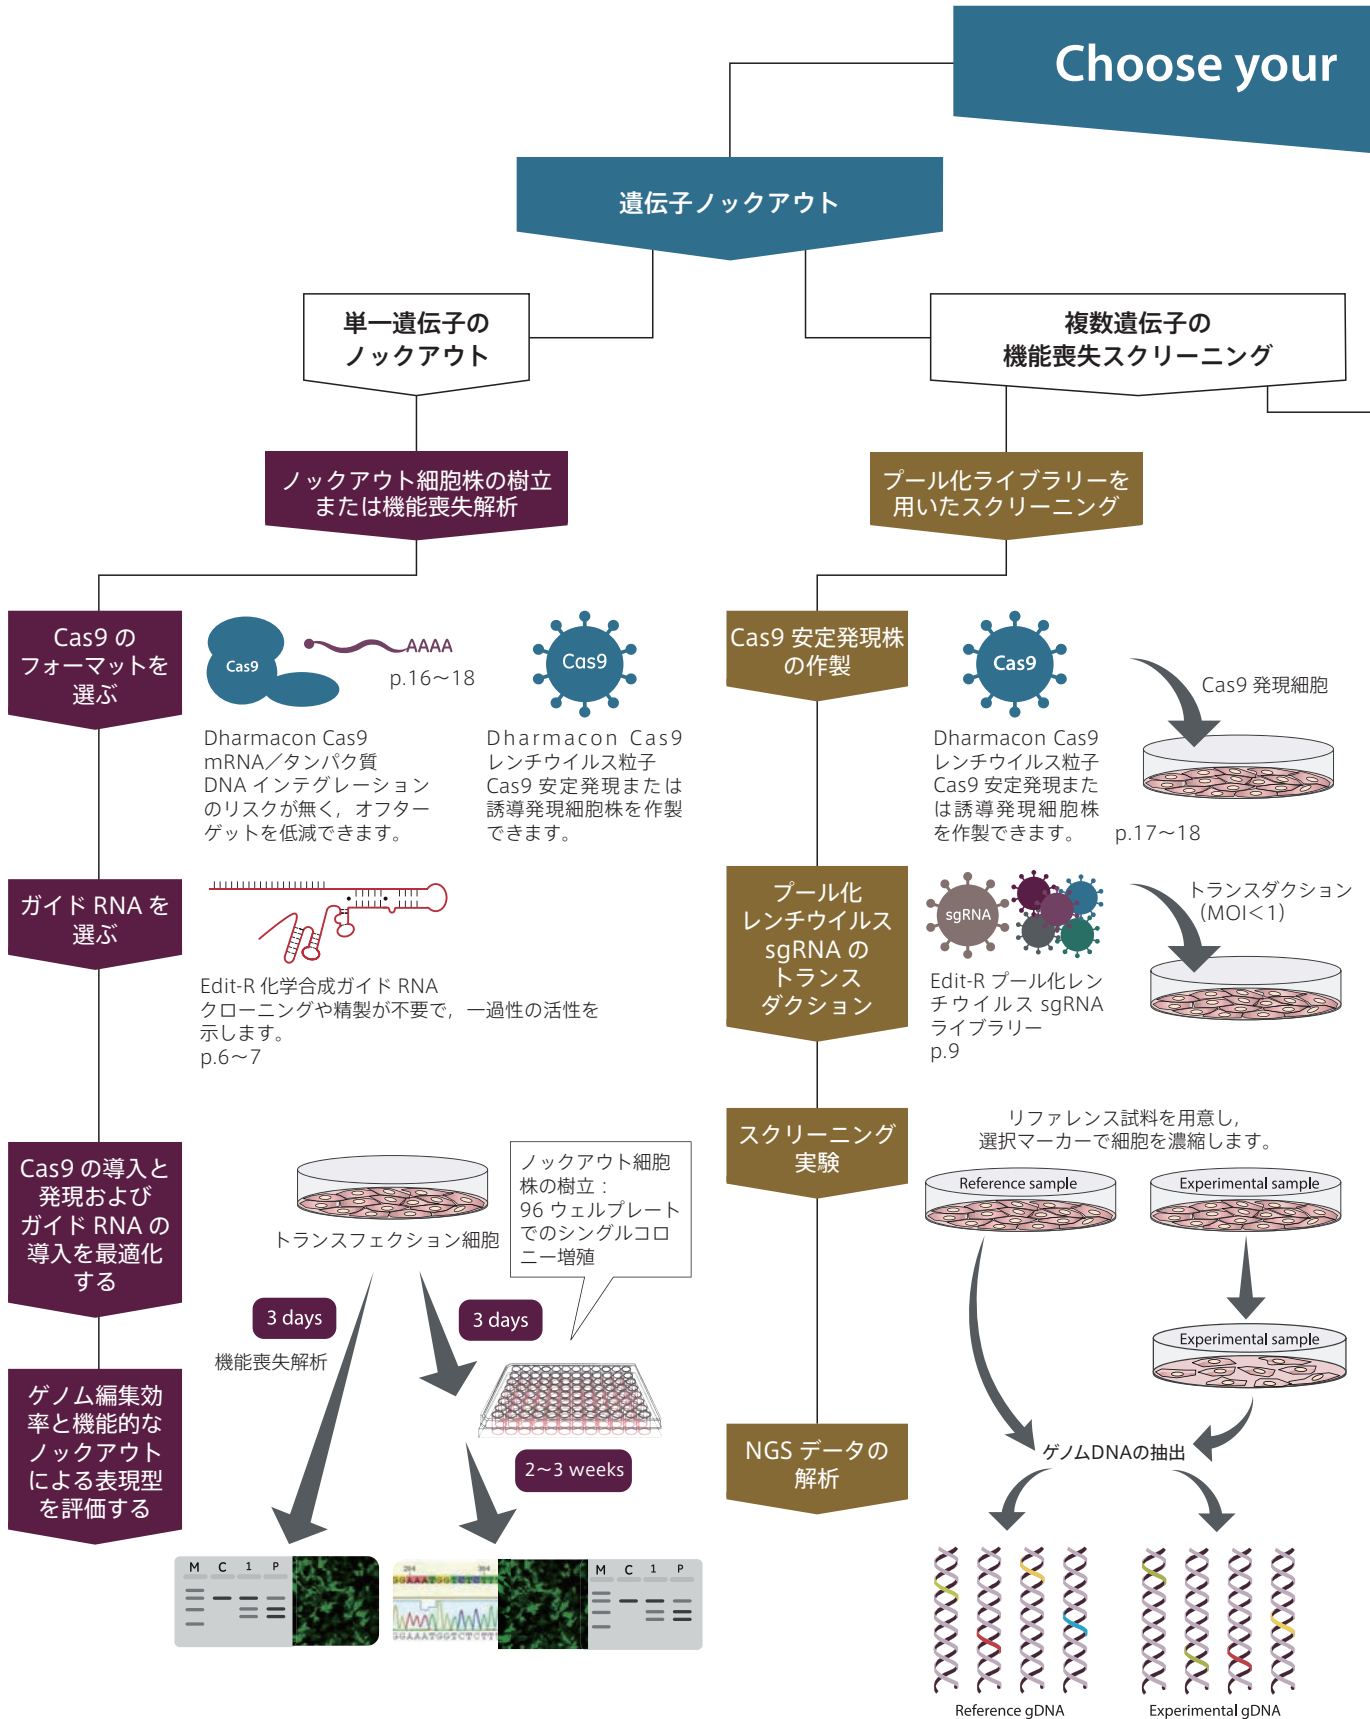 Choose your
遺伝子ノックアウト
単一遺伝子の
ノックアウト
複数遺伝子の
機能喪失スクリーニング
ノックアウト細胞株の樹立
または機能喪失解析
プール化ライブラリーを
用いたスクリーニング
Cas9 の
フォーマットを
選ぶ
Cas9
AAAA
p.16～18
Cas9
Dharmacon Cas9
mRNA／タンパク質
DNA インテグレーション
のリスクが無く，オフター
ゲットを低減できます。
Dharmacon Cas9
レンチウイルス粒子
Cas9 安定発現または
誘導発現細胞株を作製
できます。
ガイド RNA を
選ぶ
Edit-R 化学合成ガイド RNA
クローニングや精製が不要で，一過性の活性を
示します。
p.6～7
Cas9 の導入と
発現および
ガイド RNA の
導入を最適化
する
トランスフェクション細胞
ノックアウト細胞
株の樹立：
96 ウェルプレート
でのシングルコロ
ニー増殖
3 days
3 days
機能喪失解析
ゲノム編集効
率と機能的な
ノックアウト
による表現型
を評価する
2～3 weeks
M C 1 P
204 304
GGAAATGGTCTCTT
GGAAATGGTCTCTT
M C 1 P
Cas9 安定発現株
の作製
Cas9
Cas9 発現細胞
Dharmacon Cas9
レンチウイルス粒子
Cas9 安定発現また
は誘導発現細胞株
を作製できます。
p.17～18
プール化
レンチウイルス
sgRNA の
トランス
ダクション
sgRNA
トランスダクション
（MOI＜1）
Edit-R プール化レン
チウイルス sgRNA
ライブラリー
p.9
スクリーニング
実験
リファレンス試料を用意し，
選択マーカーで細胞を濃縮します。
Reference sample
Experimental sample
Experimental sample
NGS データの
解析
ゲノムDNAの抽出
Reference gDNA
Experimental gDNA